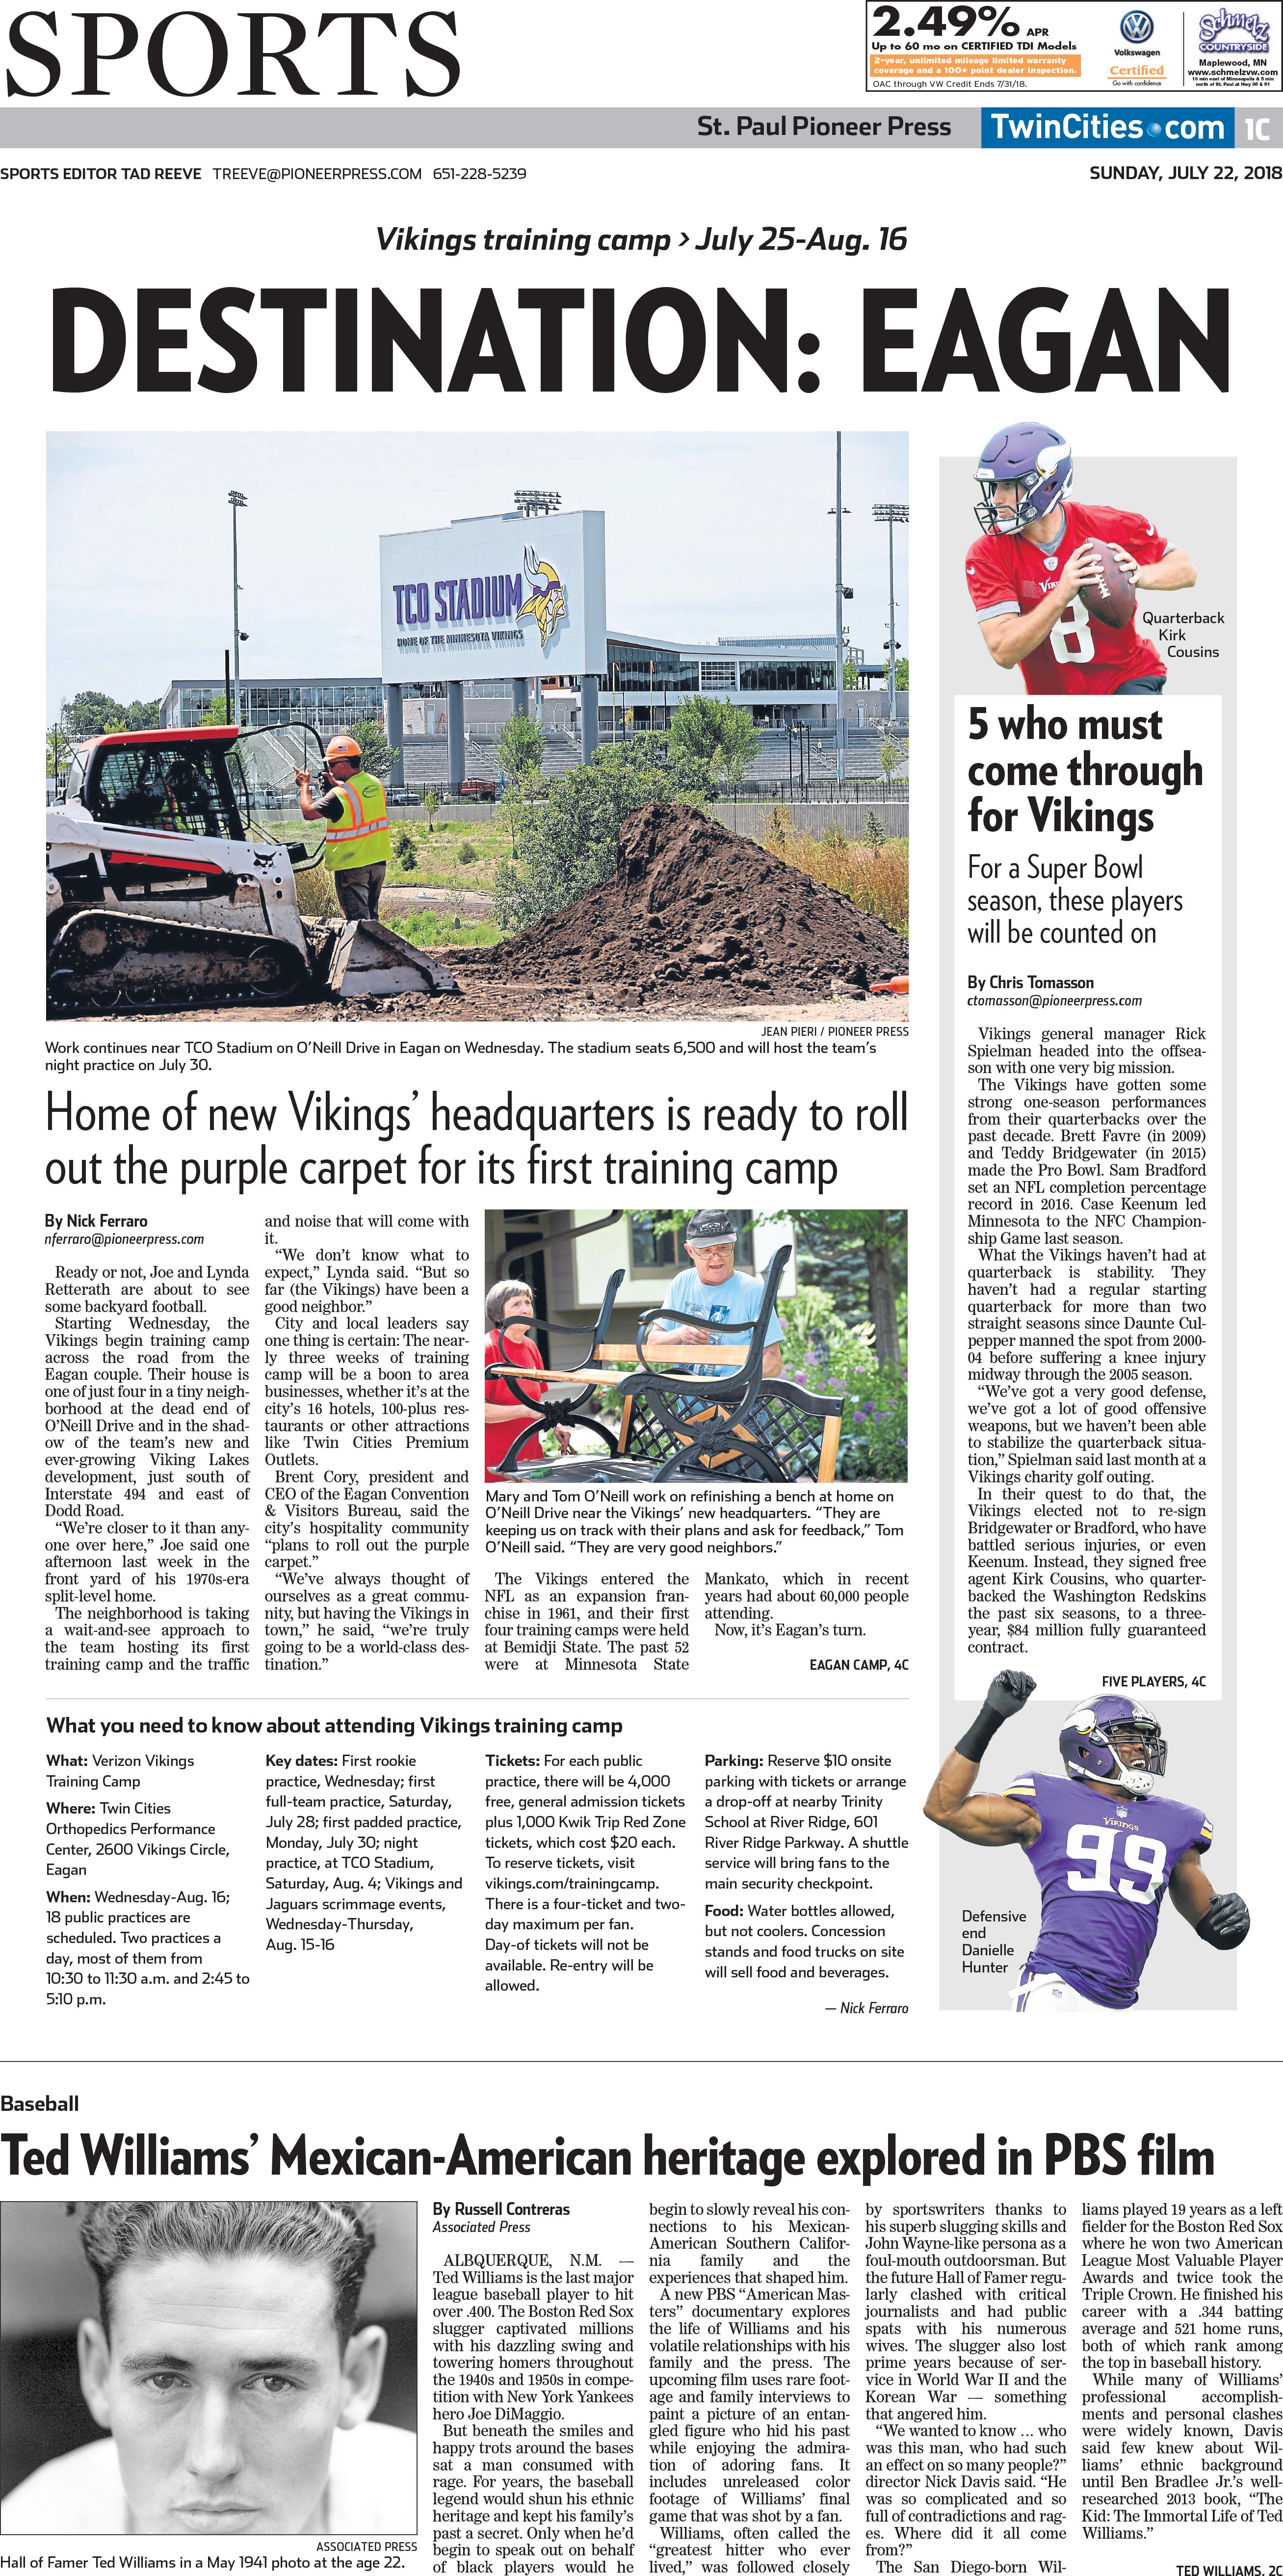 SPORTS
2.49% APR
Up to 60 mo on CERTIFIED TDI Models
2-year, unlimited mileage limited warranty
coverage and a 100+ point dealer inspection.
OAC through VW Credit Ends 7/31/18.
Volkswagen
Certified
Go with confidence
Schmelz
COUNTRYSIDE
Maplewood, MN
www.schmelzvw.com
10 min east of Minneapolis & 5 min
north of St. Paul at Hwy 36 & 61
St. Paul Pioneer Press
TwinCities.com
1C
SPORTS EDITOR TAD REEVE TREEVE@PIONEERPRESS.COM 651-228-5239
SUNDAY, JULY 22, 2018
Vikings training camp > July 25-Aug. 16
DESTINATION: EAGAN
TCO STADIUM
HOME OF THE MINNESOTA VIKINGS
JEAN PIERI / PIONEER PRESS
Work continues near TCO Stadium on O’Neill Drive in Eagan on Wednesday. The stadium seats 6,500 and will host the team’s
night practice on July 30.
Home of new Vikings’ headquarters is ready to roll
out the purple carpet for its first training camp
By Nick Ferraro
nferraro@pioneerpress.com
Ready or not, Joe and Lynda
Retterath are about to see
some backyard football.
Starting Wednesday, the
Vikings begin training camp
across the road from the
Eagan couple. Their house is
one of just four in a tiny neigh-
borhood at the dead end of
O’Neill Drive and in the shad-
ow of the team’s new and
ever-growing Viking Lakes
development, just south of
Interstate 494 and east of
Dodd Road.
“We’re closer to it than any-
one over here,” Joe said one
afternoon last week in the
front yard of his 1970s-era
split-level home.
The neighborhood is taking
a wait-and-see approach to
the team hosting its first
training camp and the traffic
and noise that will come with
it.
“We don’t know what to
expect,” Lynda said. “But so
far (the Vikings) have been a
good neighbor.”
City and local leaders say
one thing is certain: The near-
ly three weeks of training
camp will be a boon to area
businesses, whether it’s at the
city’s 16 hotels, 100-plus res-
taurants or other attractions
like Twin Cities Premium
Outlets.
Brent Cory, president and
CEO of the Eagan Convention
& Visitors Bureau, said the
city’s hospitality community
“plans to roll out the purple
carpet.”
“We’ve always thought of
ourselves as a great commu-
nity, but having the Vikings in
town,” he said, “we’re truly
going to be a world-class des-
tination.”
Mary and Tom O’Neill work on refinishing a bench at home on
O’Neill Drive near the Vikings’ new headquarters. “They are
keeping us on track with their plans and ask for feedback,” Tom
O’Neill said. “They are very good neighbors.”
The Vikings entered the
NFL as an expansion fran-
chise in 1961, and their first
four training camps were held
at Bemidji State. The past 52
were at Minnesota State
Mankato, which in recent
years had about 60,000 people
attending.
Now, it’s Eagan’s turn.
EAGAN CAMP, 4C
What you need to know about attending Vikings training camp
What: Verizon Vikings
Training Camp
Where: Twin Cities
Orthopedics Performance
Center, 2600 Vikings Circle,
Eagan
When: Wednesday-Aug. 16;
18 public practices are
scheduled. Two practices a
day, most of them from
10:30 to 11:30 a.m. and 2:45 to
5:10 p.m.
Key dates: First rookie
practice, Wednesday; first
full-team practice, Saturday,
July 28; first padded practice,
Monday, July 30; night
practice, at TCO Stadium,
Saturday, Aug. 4; Vikings and
Jaguars scrimmage events,
Wednesday-Thursday,
Aug. 15-16
Tickets: For each public
practice, there will be 4,000
free, general admission tickets
plus 1,000 Kwik Trip Red Zone
tickets, which cost $20 each.
To reserve tickets, visit
vikings.com/trainingcamp.
There is a four-ticket and two-
day maximum per fan.
Day-of tickets will not be
available. Re-entry will be
allowed.
Parking: Reserve $10 onsite
parking with tickets or arrange
a drop-off at nearby Trinity
School at River Ridge, 601
River Ridge Parkway. A shuttle
service will bring fans to the
main security checkpoint.
Food: Water bottles allowed,
but not coolers. Concession
stands and food trucks on site
will sell food and beverages.
— Nick Ferraro
8
Quarterback
Kirk
Cousins
5 who must
come through
for Vikings
For a Super Bowl
season, these players
will be counted on
By Chris Tomasson
ctomasson@pioneerpress.com
Vikings general manager Rick
Spielman headed into the offsea-
son with one very big mission.
The Vikings have gotten some
strong one-season performances
from their quarterbacks over the
past decade. Brett Favre (in 2009)
and Teddy Bridgewater (in 2015)
made the Pro Bowl. Sam Bradford
set an NFL completion percentage
record in 2016. Case Keenum led
Minnesota to the NFC Champion-
ship Game last season.
What the Vikings haven’t had at
quarterback is stability. They
haven’t had a regular starting
quarterback for more than two
straight seasons since Daunte Cul-
pepper manned the spot from 2000-
04 before suffering a knee injury
midway through the 2005 season.
“We’ve got a very good defense,
we’ve got a lot of good offensive
weapons, but we haven’t been able
to stabilize the quarterback situa-
tion,” Spielman said last month at a
Vikings charity golf outing.
In their quest to do that, the
Vikings elected not to re-sign
Bridgewater or Bradford, who have
battled serious injuries, or even
Keenum. Instead, they signed free
agent Kirk Cousins, who quarter-
backed the Washington Redskins
the past six seasons, to a three-
year, $84 million fully guaranteed
contract.
FIVE PLAYERS, 4C
VIKINGS
99
Defensive
end
Danielle
Hunter
Baseball
Ted Williams’ Mexican-American heritage explored in PBS film
ASSOCIATED PRESS
Hall of Famer Ted Williams in a May 1941 photo at the age 22.
By Russell Contreras
Associated Press
ALBQUERQUE, N.M. —
Ted Williams is the last major
league baseball player to hit
over .400. The Boston Red Sox
slugger captivated millions
with his dazzling swing and
towering homers throughout
the 1940s and 1950s in compe-
tition with New York Yankees
hero Joe DiMaggio.
But beneath the smiles and
happy trots around the bases
sat a man consumed with
rage. For years, the baseball
legend would shun his ethnic
heritage and kept his family’s
past a secret. Only when he’d
begin to speak out on behalf
of black players would he
begin to slowly reveal his con-
nections to his Mexican-
American Southern Califor-
nia family and the
experiences that shaped him.
A new PBS “American Mas-
ters” documentary explores
the life of Williams and his
volatile relationships with his
family and the press. The
upcoming film uses rare foot-
age and family interviews to
paint a picture of an entan-
gled figure who hid his past
while enjoying the admira-
tion of adoring fans. It
includes unreleased color
footage of Williams’ final
game that was shot by a fan.
Williams, often called the
“greatest hitter who ever
lived,” was followed closely
by sportswriters thanks to
his superb slugging skills and
John Wayne-like persona as a
foul-mouth outdoorsman. But
the future Hall of Famer regu-
larly clashed with critical
journalists and had public
spats with his numerous
wives. The slugger also lost
prime years because of ser-
vice in World War II and the
Korean War — something
that angered him.
“We wanted to know ... who
was this man, who had such
an effect on so many people?”
director Nick Davis said. “He
was so complicated and so
full of contradictions and rag-
es. Where did it all come
from?”
The San Diego-born Wil-
liams played 19 years as a left
fielder for the Boston Red Sox
where he won two American
League Most Valuable Player
Awards and twice took the
Triple Crown. He finished his
career with a .344 batting
average and 521 home runs,
both of which rank among
the top in baseball history.
While many of Williams’
professional accomplish-
ments and personal clashes
were widely known, Davis
said few knew about Wil-
liams’ ethnic background
until Ben Bradlee Jr.’s well-
researched 2013 book, “The
Kid: The Immortal Life of Ted
Williams.”
TED WILLIAMS, 2C